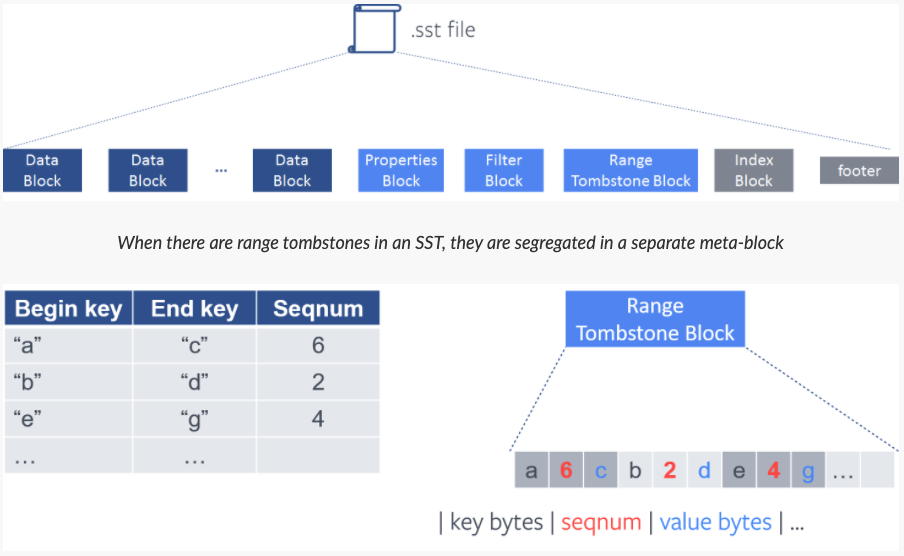 .sst file
Data Block
Data Block
...
Data Block
Properties Block
Filter Block
Range Tombstone Block
Index Block
footer
When there are range tombstones in an SST, they are segregated in a separate meta-block
Begin key End key Seqnum
“a” “c” 6
“b” “d” 2
“e” “g” 4
... ...
Range
Tombstone Block
a 6 c b 2 d e 4 g ...
| key bytes | seqnum | value bytes | ...